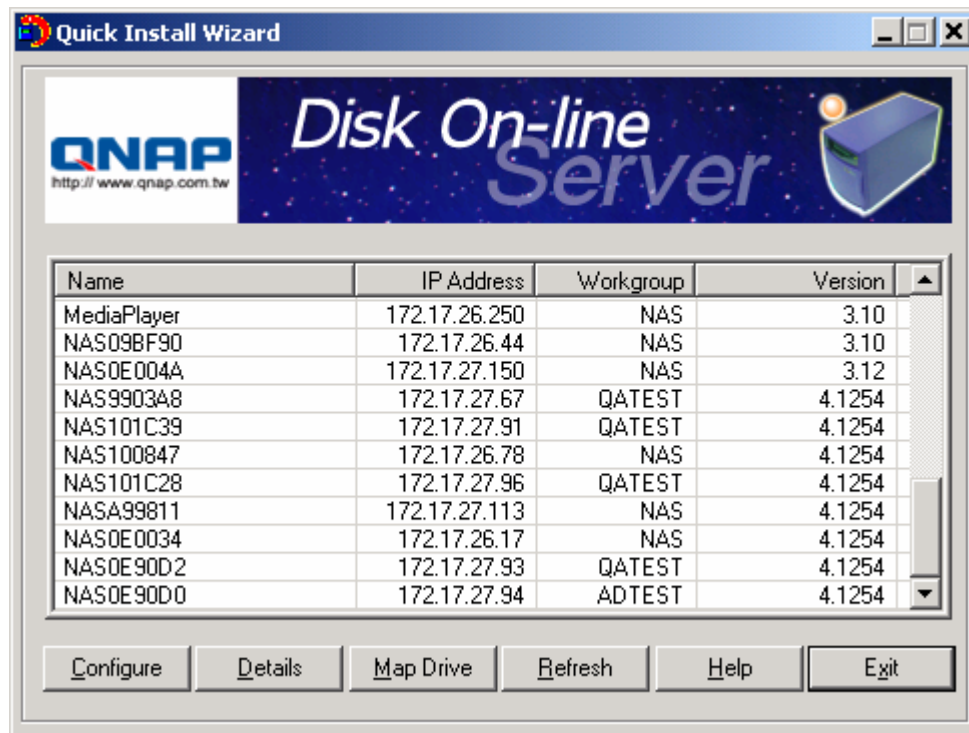 Quick Install Wizard
QNAP
http:// www.qnap.com.tw
Disk On-line
Server
Name IP Address Workgroup Version
MediaPlayer 172.17.26.250 NAS 3.10
NAS09BF90 172.17.26.44 NAS 3.10
NAS0E004A 172.17.27.150 NAS 3.12
NAS9903A8 172.17.27.67 QATEST 4.1254
NAS101C39 172.17.27.91 QATEST 4.1254
NAS100847 172.17.26.78 NAS 4.1254
NAS101C28 172.17.27.96 QATEST 4.1254
NASA99811 172.17.27.113 NAS 4.1254
NAS0E0034 172.17.26.17 NAS 4.1254
NAS0E90D2 172.17.27.93 QATEST 4.1254
NAS0E90D0 172.17.27.94 ADTEST 4.1254
Configure Details Map Drive Refresh Help Exit